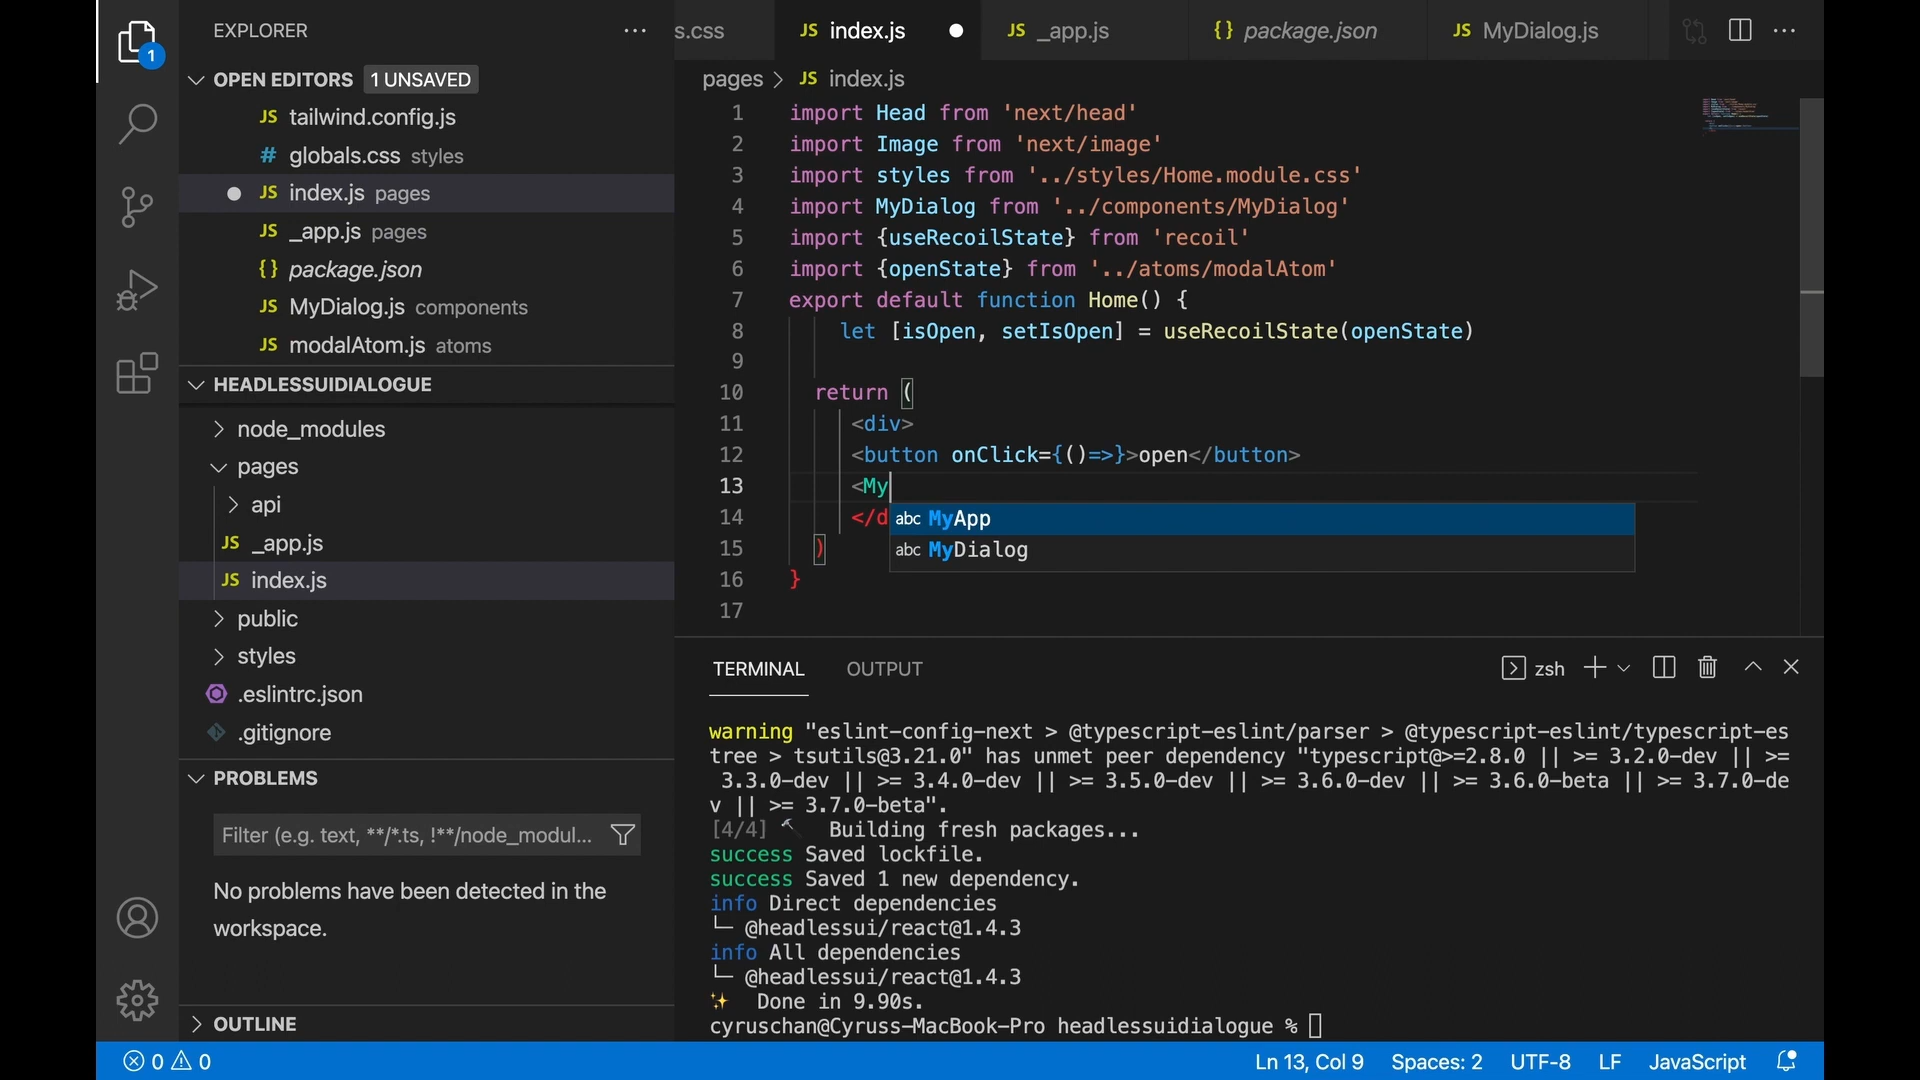 EXPLORER
1
OPEN EDITORS 1 UNSAVED
JS tailwind.config.js
# globals.css styles
JS index.js pages
JS _app.js pages
{} package.json
JS MyDialog.js components
JS modalAtom.js atoms
HEADLESSUIDIALOGUE
node_modules
pages
api
JS _app.js
JS index.js
public
styles
.eslintrc.json
.gitignore
PROBLEMS
Filter (e.g. text, **/*.ts, !**/node_modul...
No problems have been detected in the
workspace.
OUTLINE
s.css JS index.js JS _app.js {} package.json JS MyDialog.js
pages > JS index.js
1 import Head from 'next/head'
2 import Image from 'next/image'
3 import styles from '../styles/Home.module.css'
4 import MyDialog from '../components/MyDialog'
5 import {useRecoilState} from 'recoil'
6 import {openState} from '../atoms/modalAtom'
7 export default function Home() {
8 let [isOpen, setIsOpen] = useRecoilState(openState)
9
10 return (
11 <div>
12 <button onClick={()=>}>open</button>
13 <My
14 </d abc MyApp
abc MyDialog
15 )
16 }
17
TERMINAL OUTPUT zsh
warning "eslint-config-next > @typescript-eslint/parser > @typescript-eslint/typescript-es
tree > tsutils@3.21.0" has unmet peer dependency "typescript@>=2.8.0 || >= 3.2.0-dev || >=
3.3.0-dev || >= 3.4.0-dev || >= 3.5.0-dev || >= 3.6.0-dev || >= 3.6.0-beta || >= 3.7.0-de
v || >= 3.7.0-beta".
[4/4] Building fresh packages...
success Saved lockfile.
success Saved 1 new dependency.
info Direct dependencies
└─ @headlessui/react@1.4.3
info All dependencies
└─ @headlessui/react@1.4.3
Done in 9.90s.
cyruschan@Cyruss-MacBook-Pro headlessuidialogue %
0 0 Ln 13, Col 9 Spaces: 2 UTF-8 LF JavaScript